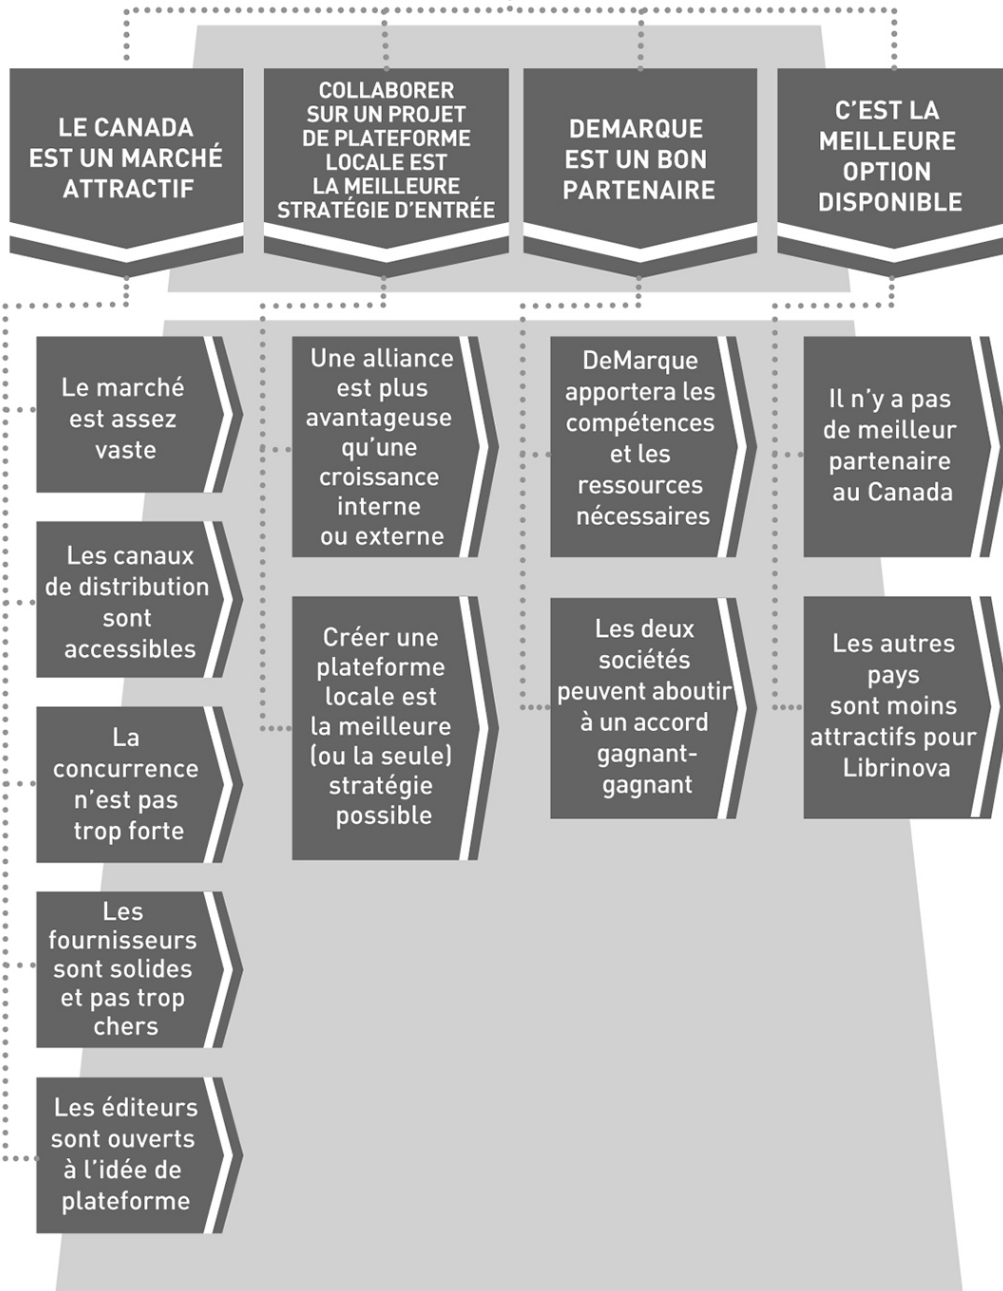 LE CANADA
EST UN MARCHÉ
ATTRACTIF
COLLABORER
SUR UN PROJET
DE PLATEFORME
LOCALE EST
LA MEILLEURE
STRATÉGIE D'ENTRÉE
DEMARQUE
EST UN BON
PARTENAIRE
C'EST LA
MEILLEURE
OPTION
DISPONIBLE
Le marché
est assez
vaste
Les canaux
de distribution
sont
accessibles
La
concurrence
n'est pas
trop forte
Les
fournisseurs
sont solides
et pas trop
chers
Les éditeurs
sont ouverts
à l'idée de
plateforme
Une alliance
est plus
avantageuse
qu'une
croissance
interne
ou externe
Créer une
plateforme
locale est
la meilleure
(ou la seule)
stratégie
possible
DeMarque
apportera les
compétences
et les
ressources
nécessaires
Les deux
sociétés
peuvent aboutir
à un accord
gagnant-
gagnant
Il n'y a pas
de meilleur
partenaire
au Canada
Les autres
pays
sont moins
attractifs pour
Librinova